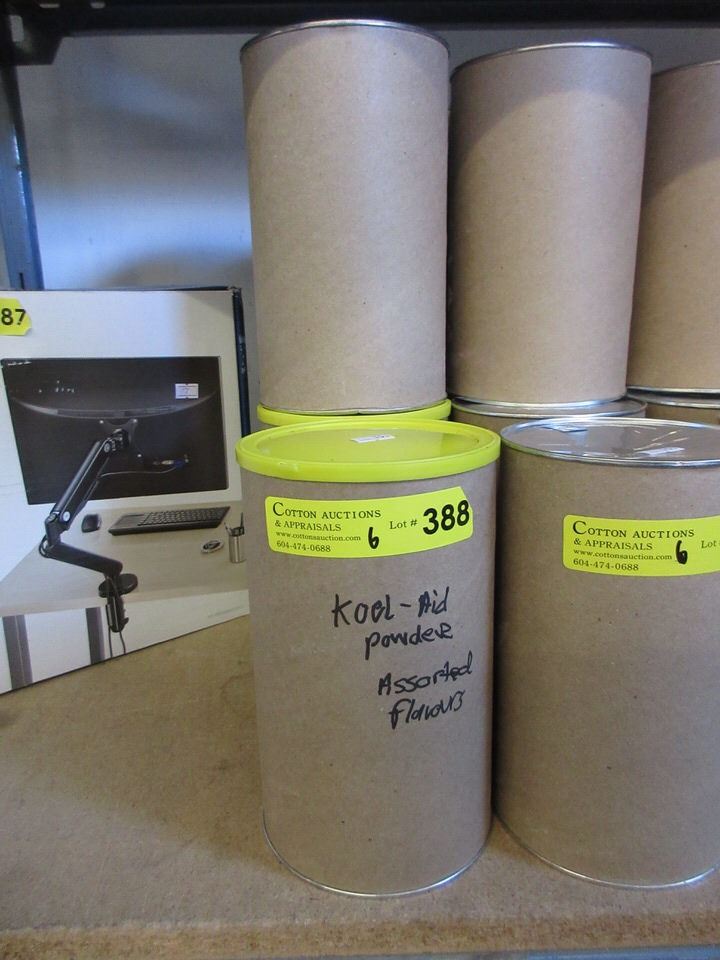 87
COTTON AUCTIONS
& APPRAISALS
www.cottonsauction.com
604-474-0688
6
Lot # 388
Kool-Aid
Powder
Assorted
Flavours
COTTON AUCTIONS
& APPRAISALS
www.cottonsauction.com
604-474-0688
6
Lot